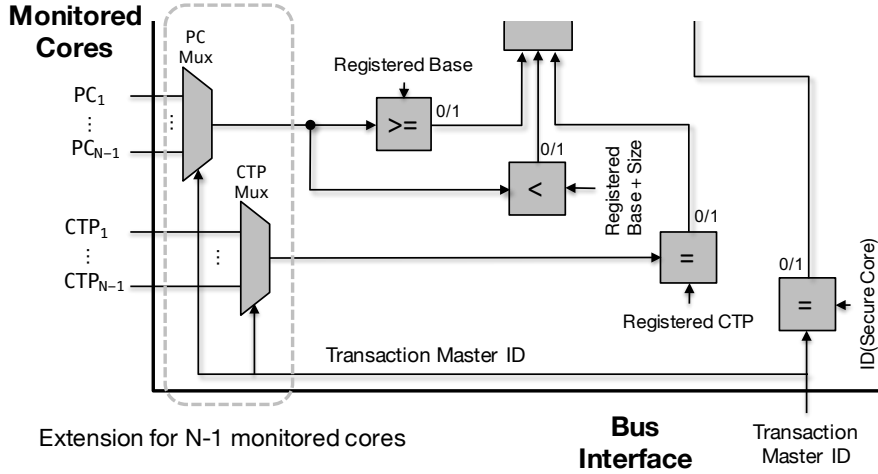 Monitored
Cores
PC
Mux
Registered Base
PC1
⋮
PCN−1
...
>=
0/1
0/1
<
Registered
Base + Size
CTP
Mux
CTP1
⋮
CTPN−1
...
0/1
=
Registered CTP
0/1
=
ID(Secure Core)
Transaction Master ID
Extension for N-1 monitored cores
Bus
Interface
Transaction
Master ID